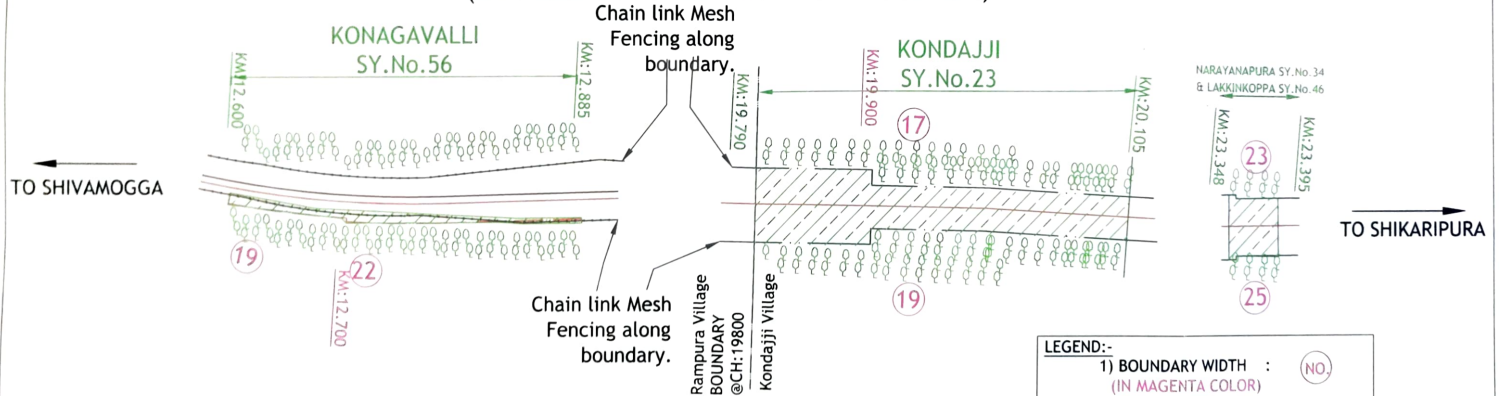 Chain link Mesh
Fencing along
boundary.
KONAGAVALLI
SY.No.56
KM:12.600
KM:12.885
KM:19.790
KONDAJJI
SY.No.23
KM:19.900
KM:20.105
NARAYANAPURA SY.No.34
& LAKKINKOPPA SY.No.46
KM:23.348
KM:23.395
17
23
TO SHIVAMOGGA
TO SHIKARIPURA
19
22
KM:12.700
19
25
Chain link Mesh
Fencing along
boundary.
Rampura Village
BOUNDARY
@CH:19800
Kondajji Village
LEGEND:-
1) BOUNDARY WIDTH : NO.
(IN MAGENTA COLOR)